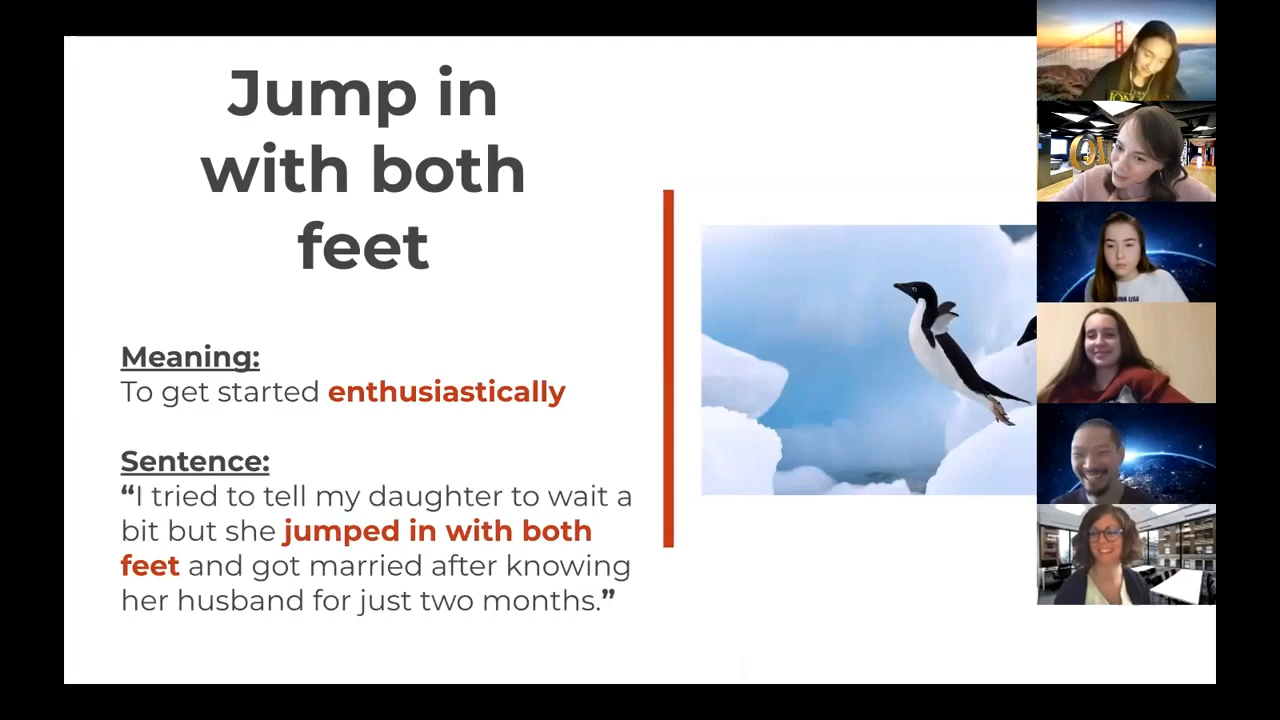 Jump in
with both
feet
Meaning:
To get started enthusiastically
Sentence:
“I tried to tell my daughter to wait a
bit but she jumped in with both
feet and got married after knowing
her husband for just two months.”